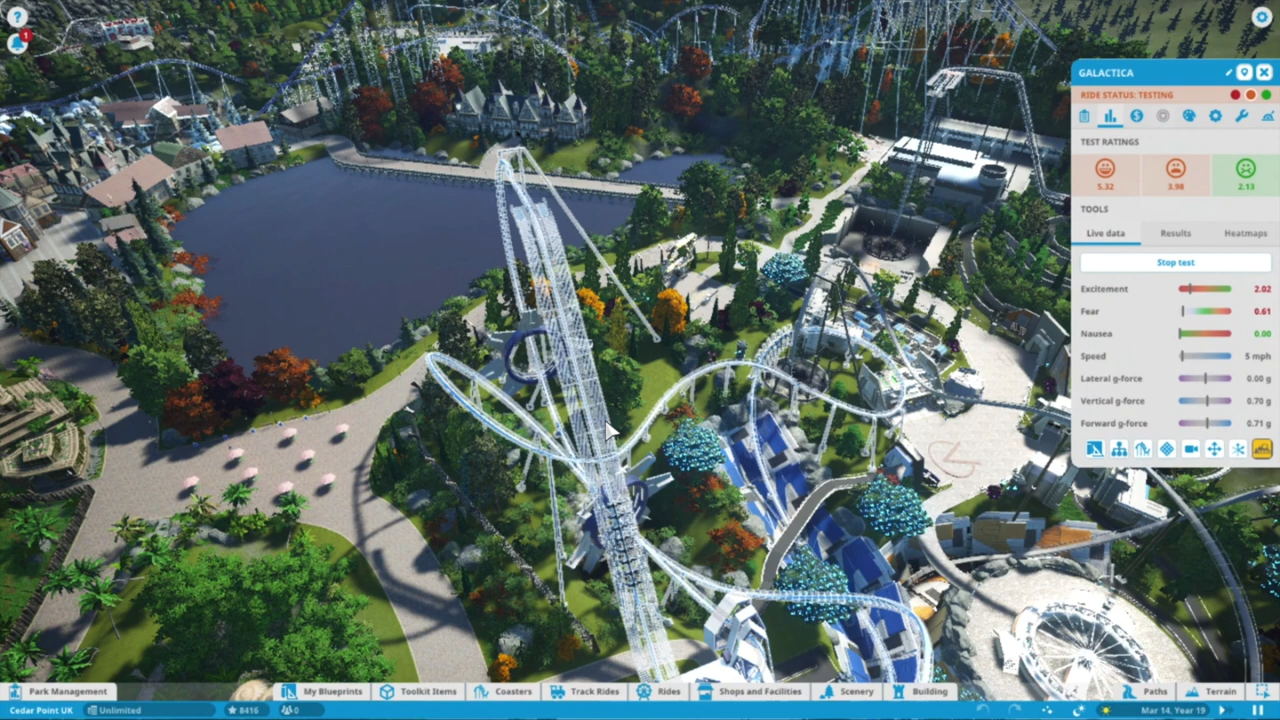 ?
1
GALACTICA
RIDE STATUS: TESTING
TEST RATINGS
5.32 3.98 2.13
TOOLS
Live data Results Heatmaps
Stop test
Excitement 2.02
Fear 0.61
Nausea 0.00
Speed 5 mph
Lateral g-force 0.00 g
Vertical g-force 0.70 g
Forward g-force 0.71 g
Park Management My Blueprints Toolkit Items Coasters Track Rides Rides Shops and Facilities Scenery Building Paths Terrain
Cedar Point UK Unlimited 8416 0 Mar 14, Year 19